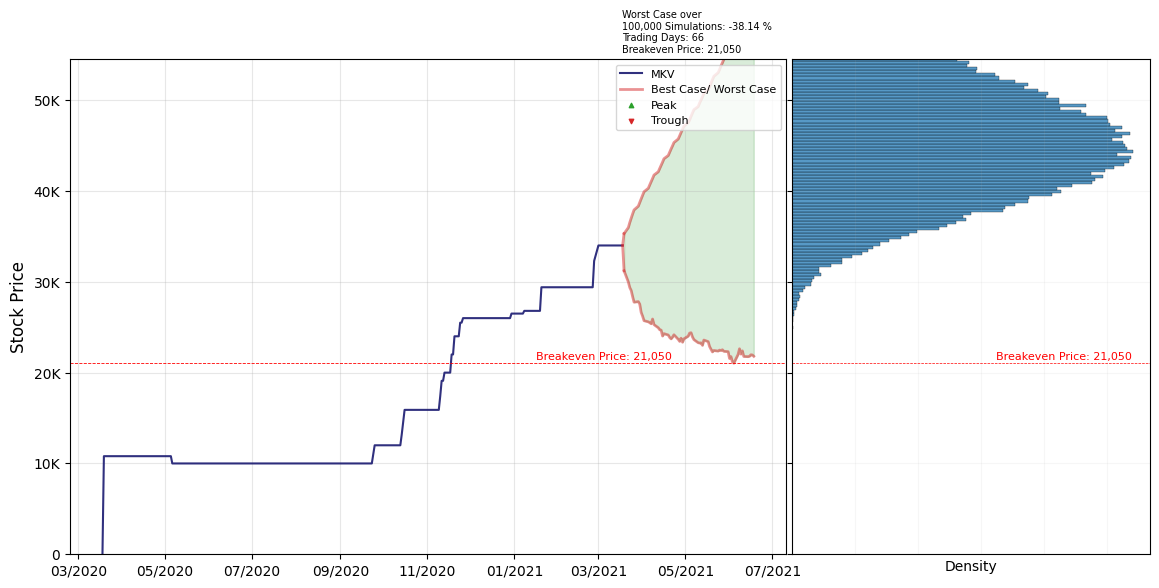 Worst Case over
100,000 Simulations: -38.14 %
Trading Days: 66
Breakeven Price: 21,050
MKV
Best Case/ Worst Case
Peak
Trough
Stock Price
50K
40K
30K
20K
10K
0
Breakeven Price: 21,050
Breakeven Price: 21,050
03/2020 05/2020 07/2020 09/2020 11/2020 01/2021 03/2021 05/2021 07/2021
Density